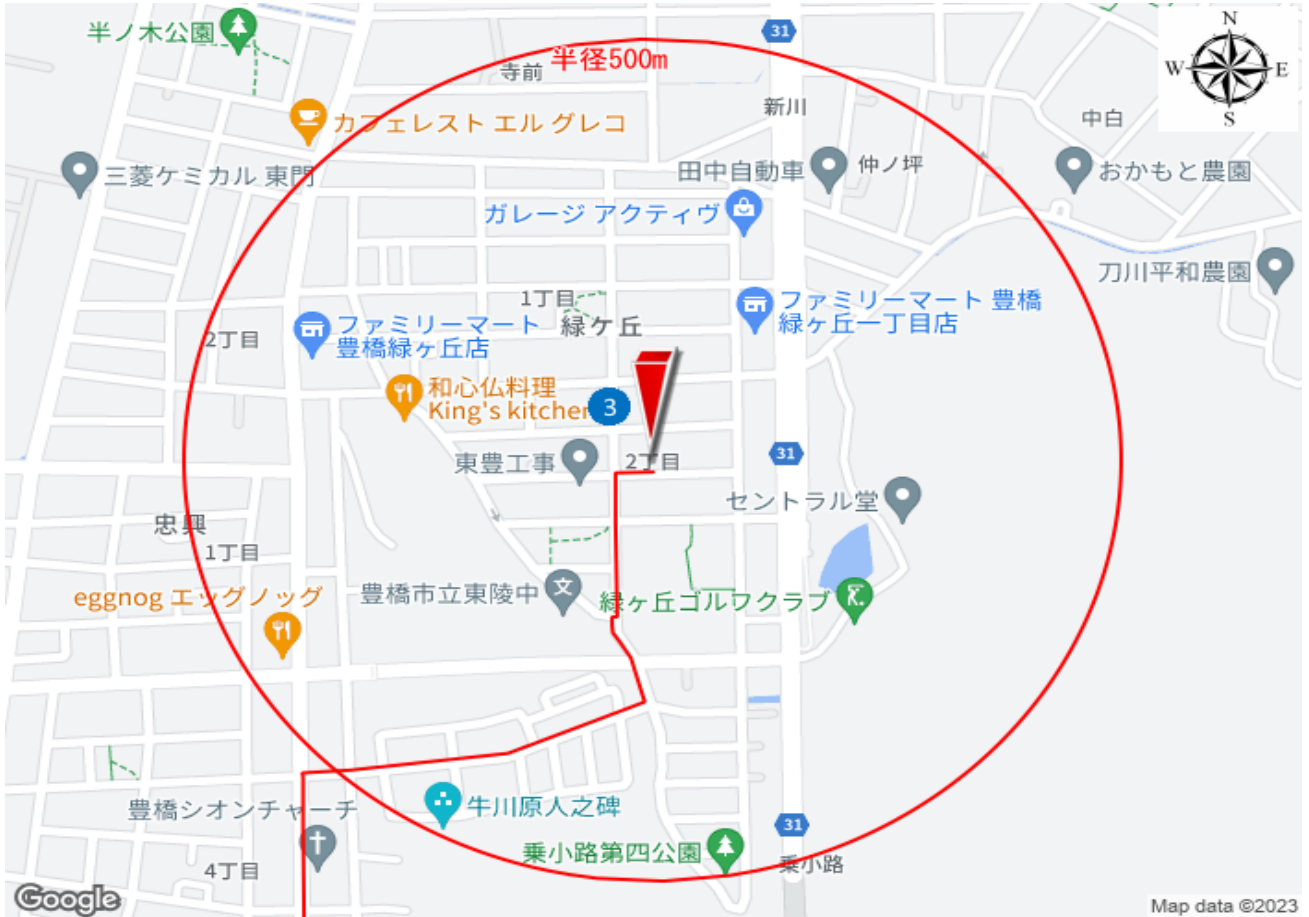 半ノ木公園
31
N
W
E
S
半径500m
寺前
新川
カフェレスト エル グレコ
中白
三菱ケミカル 東門
田中自動車
仲ノ坪
おかもと農園
ガレージ アクティヴ
刀川平和農園
1丁目
緑ケ丘
ファミリーマート
豊橋緑ヶ丘店
2丁目
ファミリーマート 豊橋
緑ヶ丘一丁目店
和心仏料理
King's kitchen
3
東豊工事
2丁目
31
セントラル堂
忠興
1丁目
eggnog エッグノッグ
豊橋市立東陵中
文
緑ヶ丘ゴルフクラブ
豊橋シオンチャーチ
牛川原人之碑
31
4丁目
乗小路第四公園
乗小路
Google
Map data ©2023